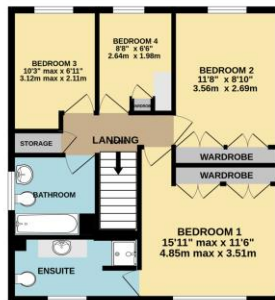 BEDROOM 3
10'3" max x 6'11"
3.12m max x 2.11m
BEDROOM 4
8'8" x 6'6"
2.64m x 1.98m
BEDROOM 2
11'8" x 8'10"
3.56m x 2.69m
STORAGE
LANDING
WARDROBE
WARDROBE
BATHROOM
BEDROOM 1
15'11" max x 11'6"
4.85m max x 3.51m
ENSUITE